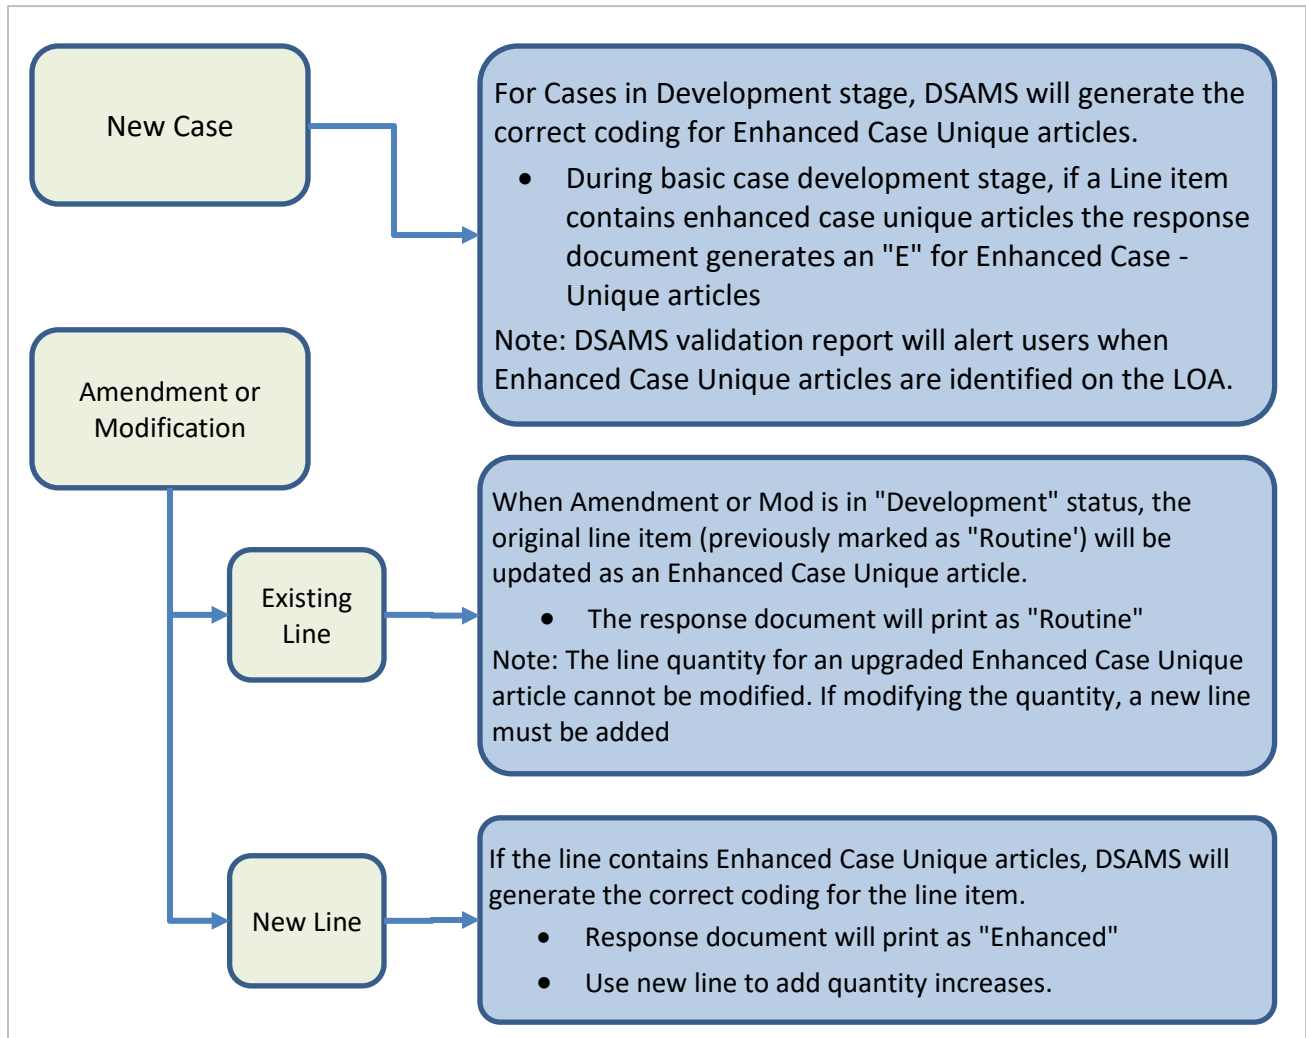 New Case
For Cases in Development stage, DSAMS will generate the
correct coding for Enhanced Case Unique articles.
• During basic case development stage, if a Line item
contains enhanced case unique articles the response
document generates an "E" for Enhanced Case -
Unique articles
Note: DSAMS validation report will alert users when
Enhanced Case Unique articles are identified on the LOA.
Amendment or
Modification
Existing
Line
When Amendment or Mod is in "Development" status, the
original line item (previously marked as "Routine') will be
updated as an Enhanced Case Unique article.
• The response document will print as "Routine"
Note: The line quantity for an upgraded Enhanced Case Unique
article cannot be modified. If modifying the quantity, a new line
must be added
New Line
If the line contains Enhanced Case Unique articles, DSAMS will
generate the correct coding for the line item.
• Response document will print as "Enhanced"
• Use new line to add quantity increases.